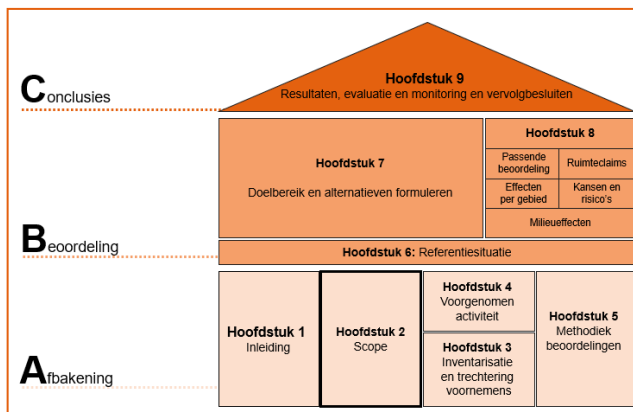 Hoofdstuk 9
Resultaten, evaluatie en monitoring en vervolgbesluiten
Conclusies
Hoofdstuk 7
Doelbereik en alternatieven formuleren
Hoofdstuk 8
Passende
beoordeling
Ruimteclaims
Effecten
per gebied
Kansen en
risico's
Milieueffecten
Beoordeling
Hoofdstuk 6: Referentiesituatie
Hoofdstuk 1
Inleiding
Hoofdstuk 2
Scope
Hoofdstuk 4
Voorgenomen
activiteit
Hoofdstuk 3
Inventarisatie
en trechtering
voornemens
Hoofdstuk 5
Methodiek
beoordelingen
Afbakening